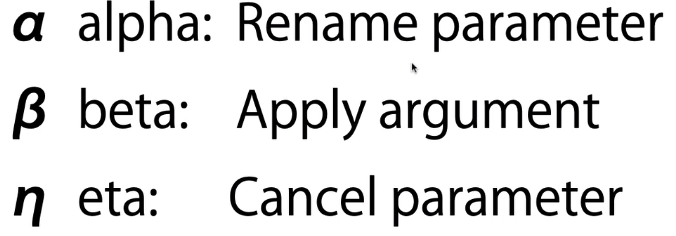 α alpha: Rename parameter
β beta: Apply argument
η eta: Cancel parameter